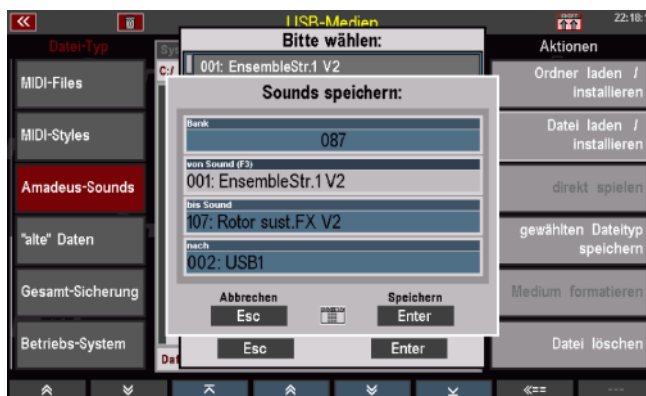 USB-Medien
22:18:
Datei-Typ
Bitte wählen:
Aktionen
Sys
C:/
001: EnsembleStr.1 V2
MIDI-Files
MIDI-Styles
Amadeus-Sounds
"alte" Daten
Gesamt-Sicherung
Betriebs-System
Sounds speichern:
Bank
087
von Sound (F3)
001: EnsembleStr.1 V2
bis Sound
107: Rotor sust.FX V2
nach
002: USB1
Abbrechen
Speichern
Esc
Enter
Esc
Enter
Dat
Ordner laden /
installieren
Datei laden /
installieren
direkt spielen
gewählten Dateityp
speichern
Medium formatieren
Datei löschen
«==
---